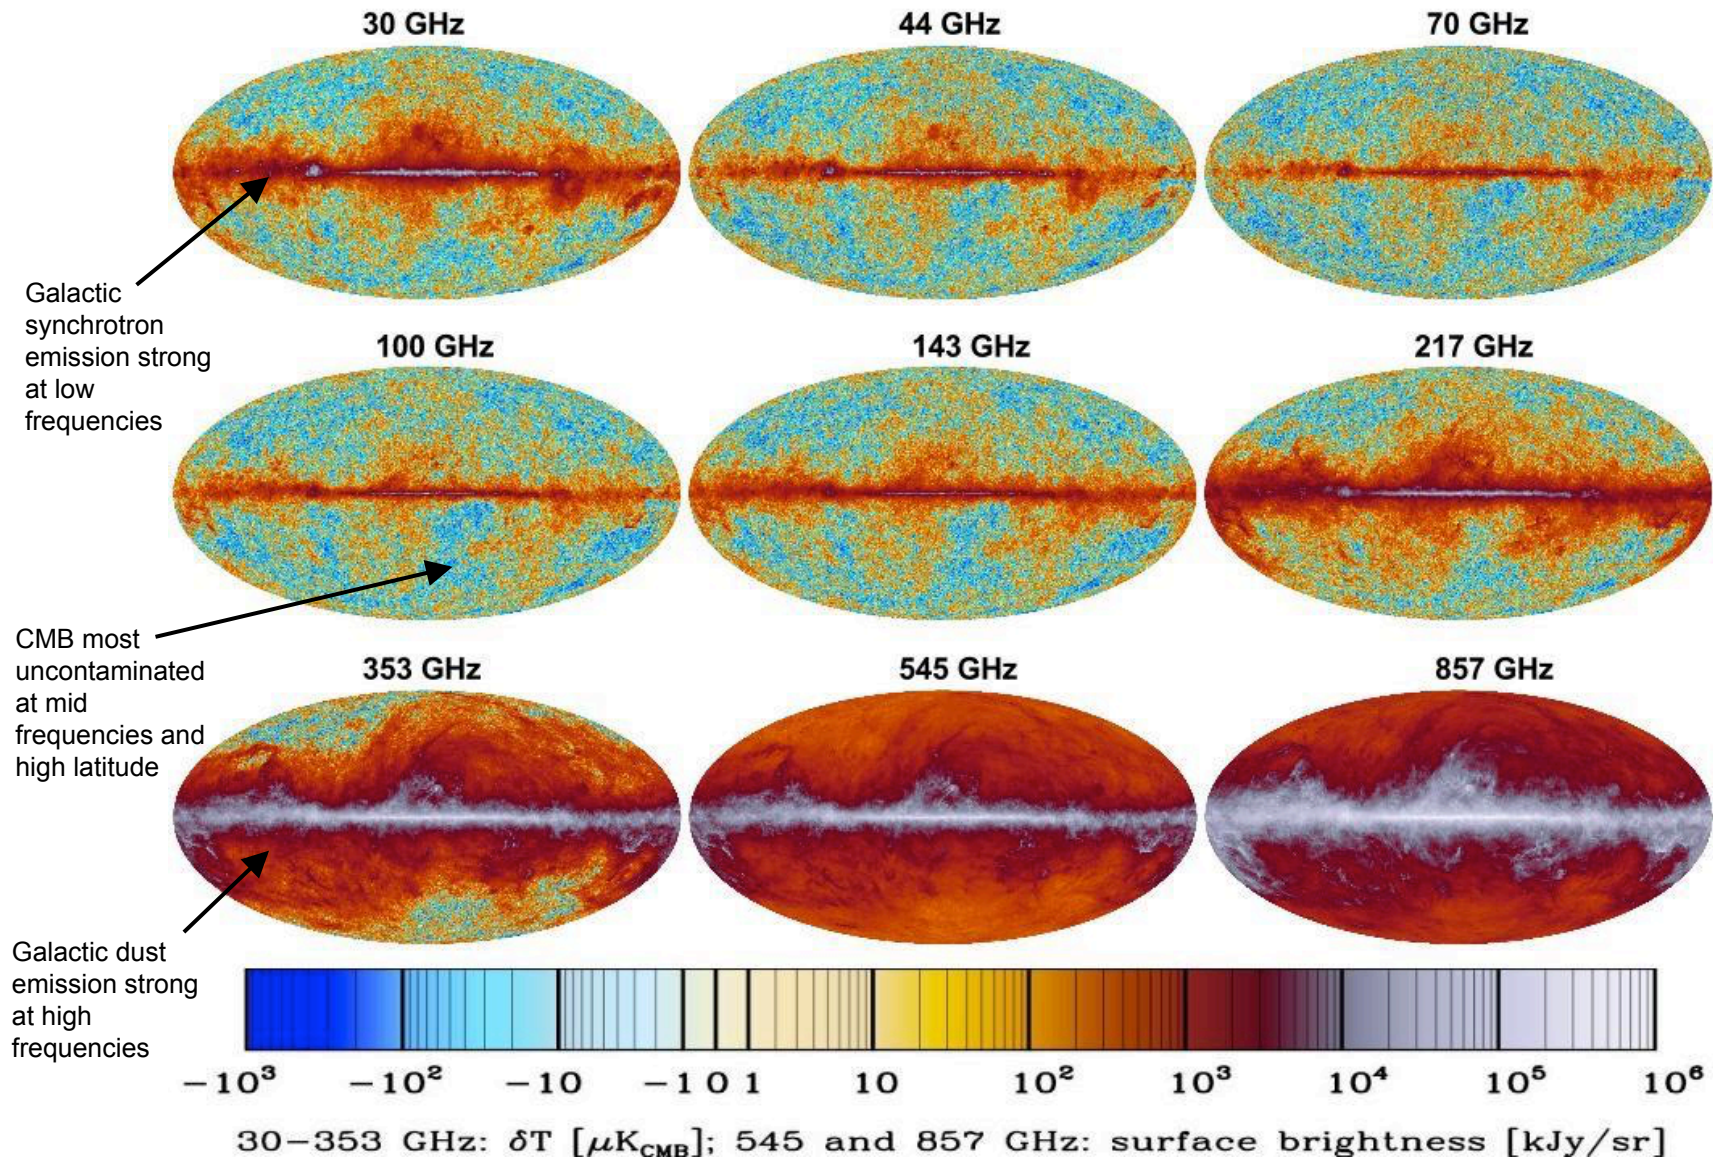 30 GHz
44 GHz
70 GHz
Galactic
synchrotron
emission strong
at low
frequencies
100 GHz
143 GHz
217 GHz
CMB most
uncontaminated
at mid
frequencies and
high latitude
353 GHz
545 GHz
857 GHz
Galactic dust
emission strong
at high
frequencies
−10³ −10² −10 −1 0 1 10 10² 10³ 10⁴ 10⁵ 10⁶
30−353 GHz: δT [μK_CMB]; 545 and 857 GHz: surface brightness [kJy/sr]